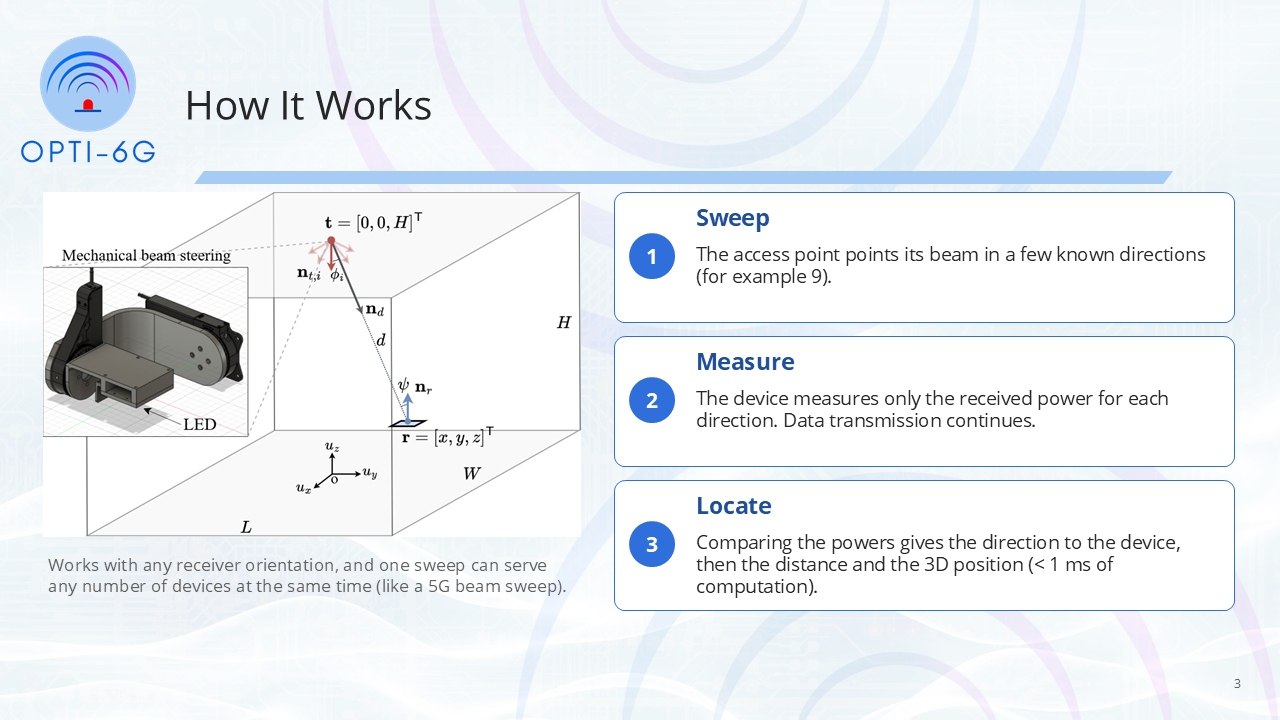 OPTI-6G
How It Works
t = [0, 0, H]ᵀ
Mechanical beam steering
n_{t,i} ϕ_i
n_d
H
d
ψ n_r
LED
r = [x, y, z]ᵀ
u_z
u_y
W
o
u_x
L
Works with any receiver orientation, and one sweep can serve
any number of devices at the same time (like a 5G beam sweep).
1
Sweep
The access point points its beam in a few known directions
(for example 9).
2
Measure
The device measures only the received power for each
direction. Data transmission continues.
3
Locate
Comparing the powers gives the direction to the device,
then the distance and the 3D position (< 1 ms of
computation).
3